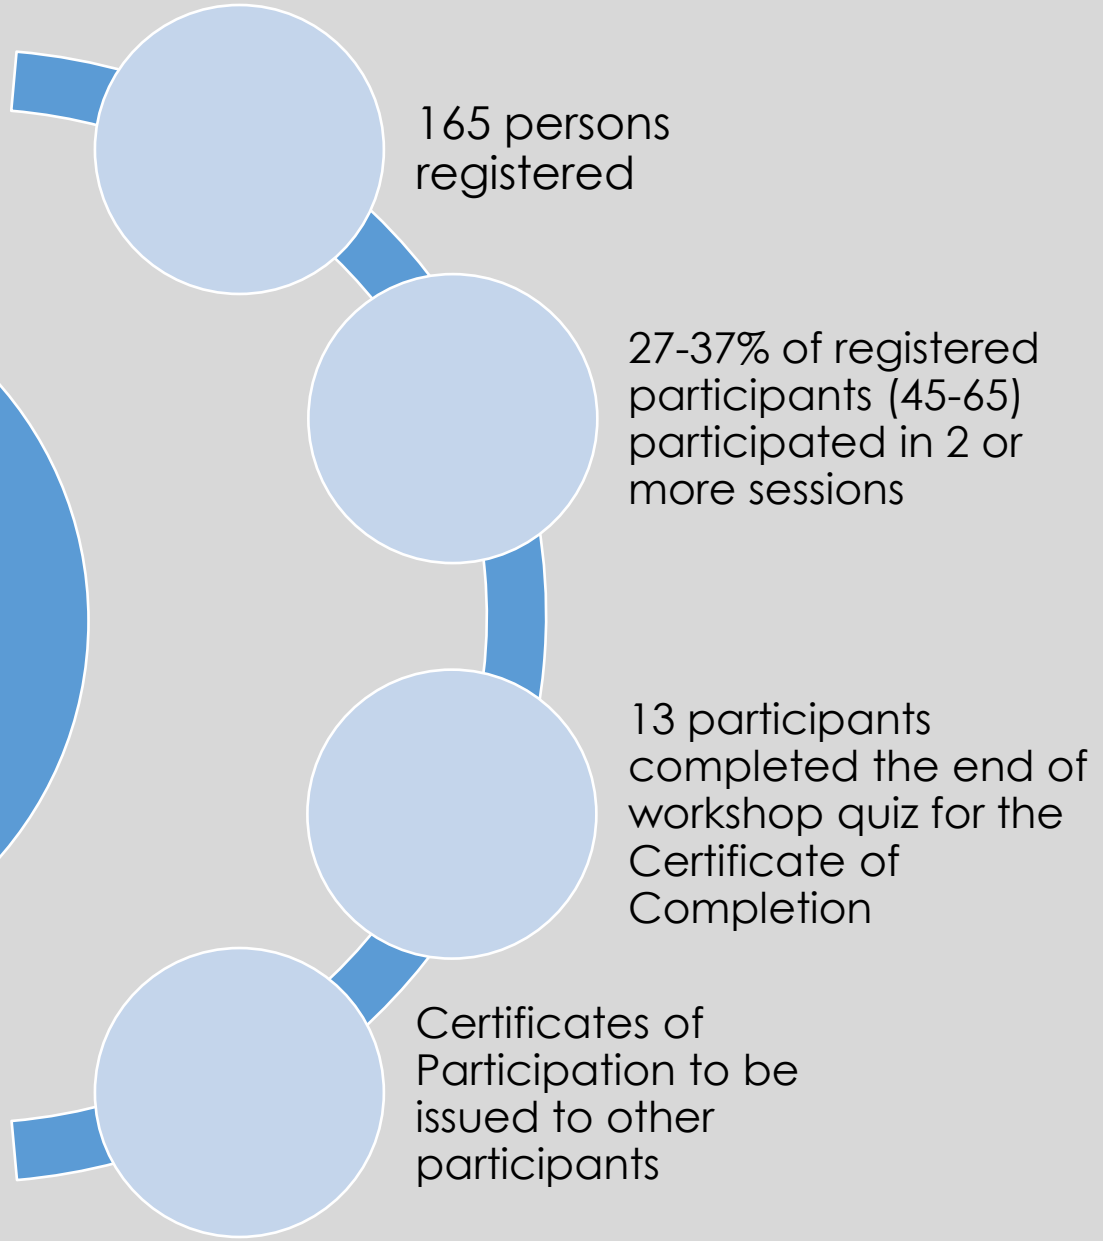 165 persons
registered
27-37% of registered
participants (45-65)
participated in 2 or
more sessions
13 participants
completed the end of
workshop quiz for the
Certificate of
Completion
Certificates of
Participation to be
issued to other
participants